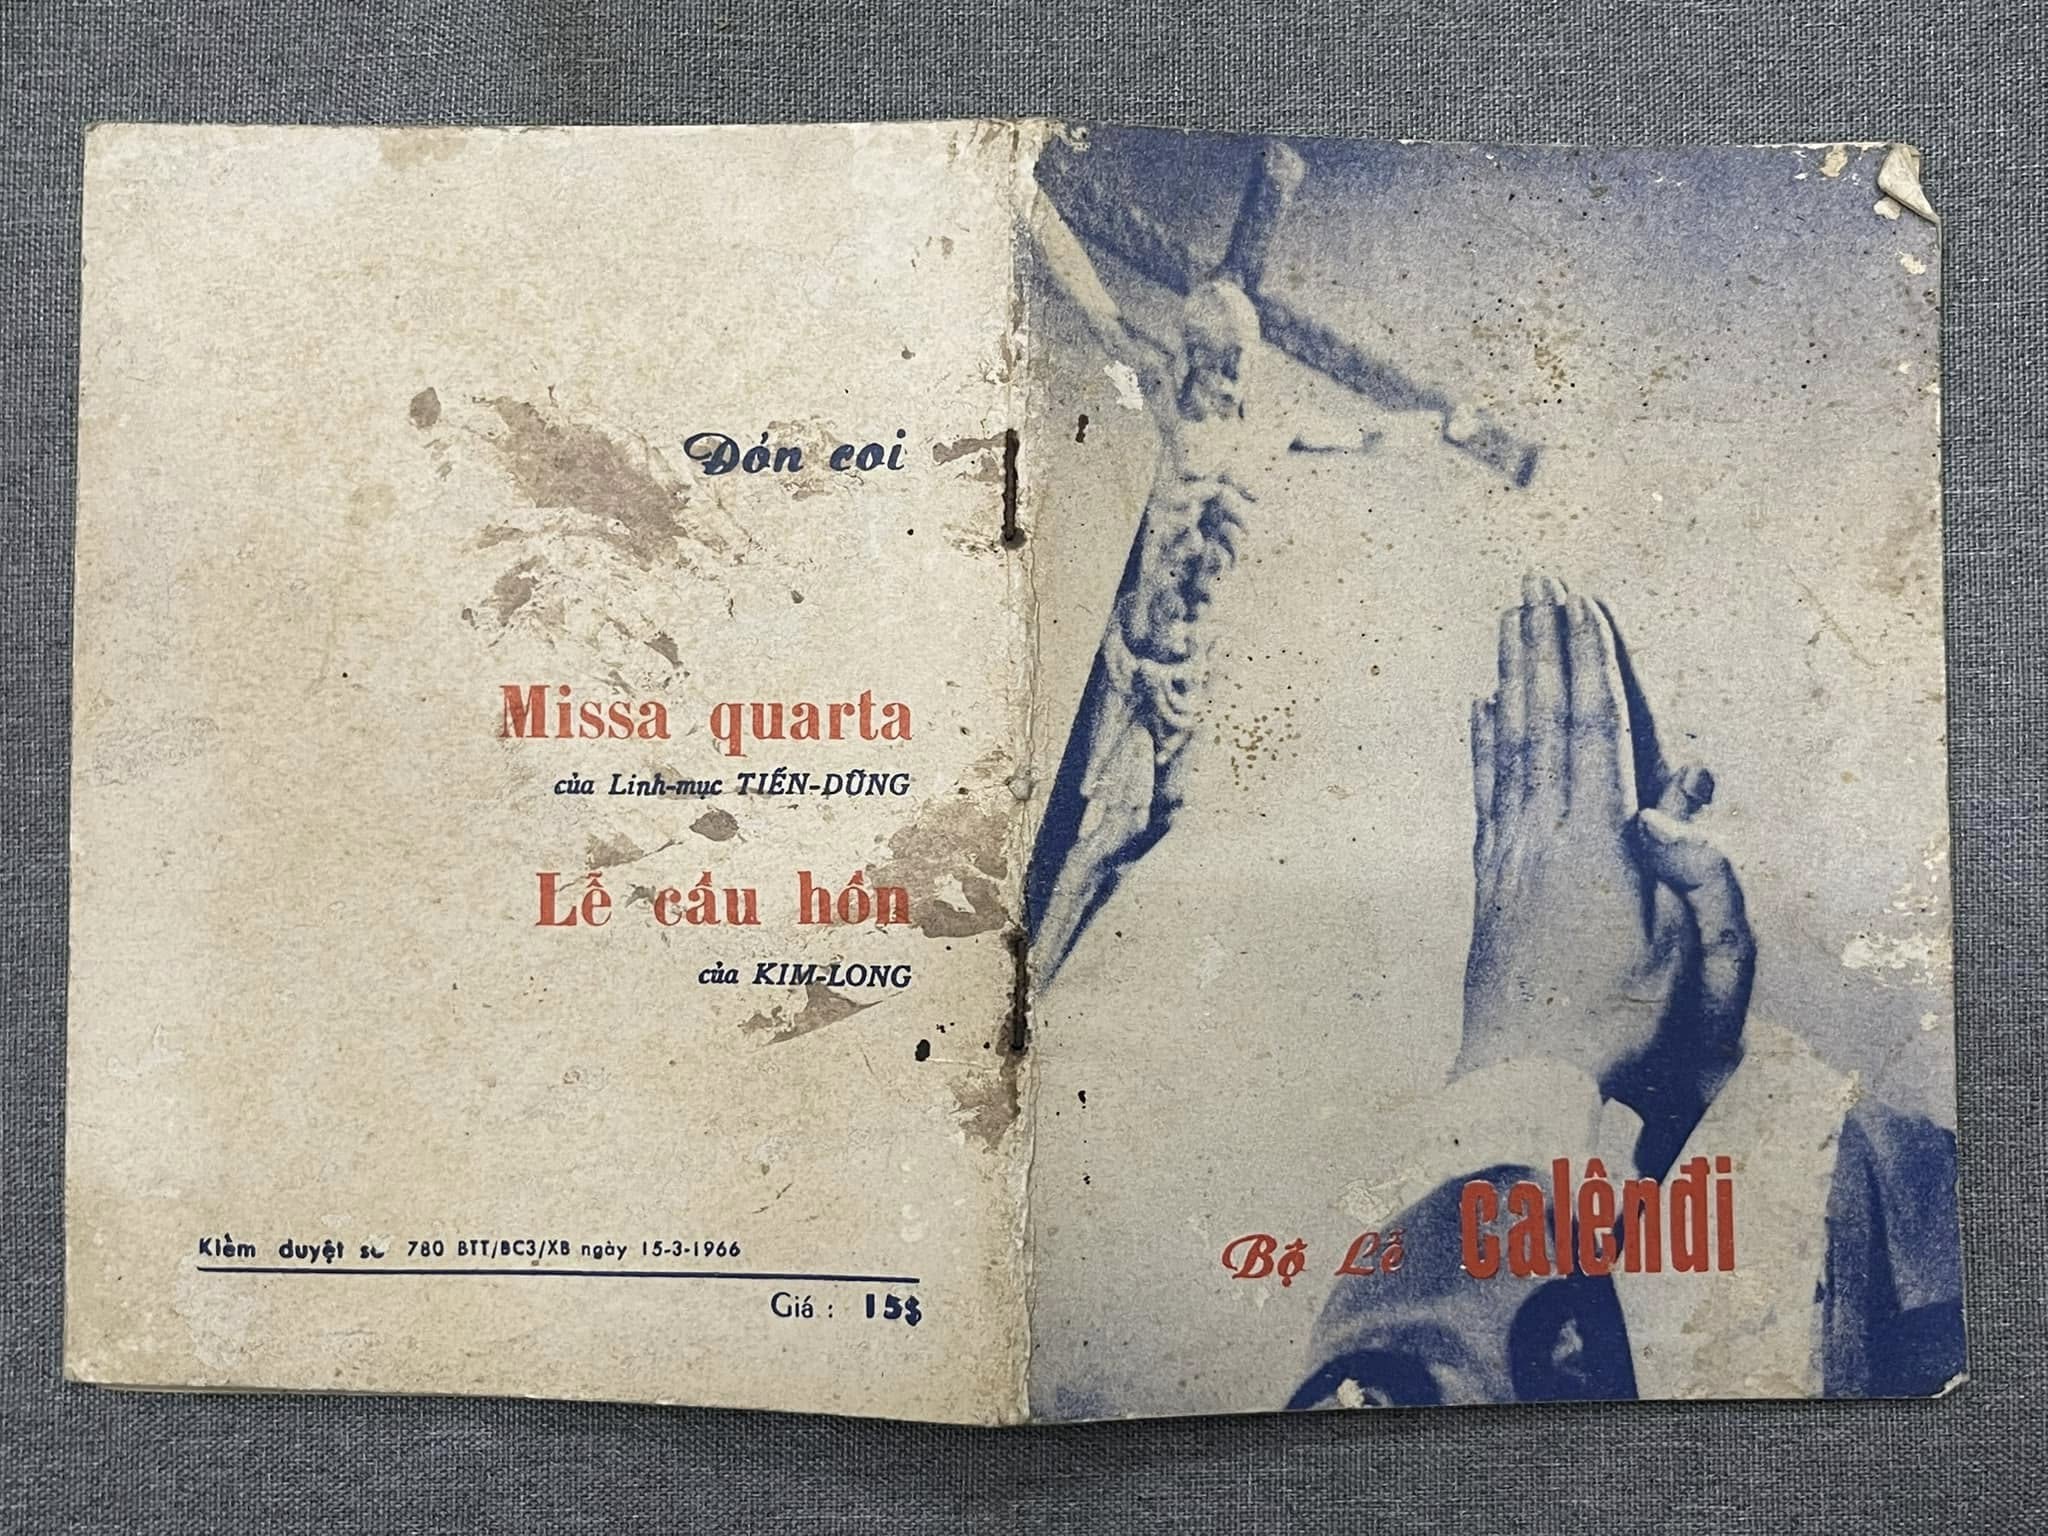 Đón coi
Missa quarta
của Linh-mục TIẾN-DŨNG
Lễ cầu hồn
của KIM-LONG
Kiểm duyệt số 780 BTT/BC3/XB ngày 15-3-1966
Giá : 15$
Bộ Lễ calênđi